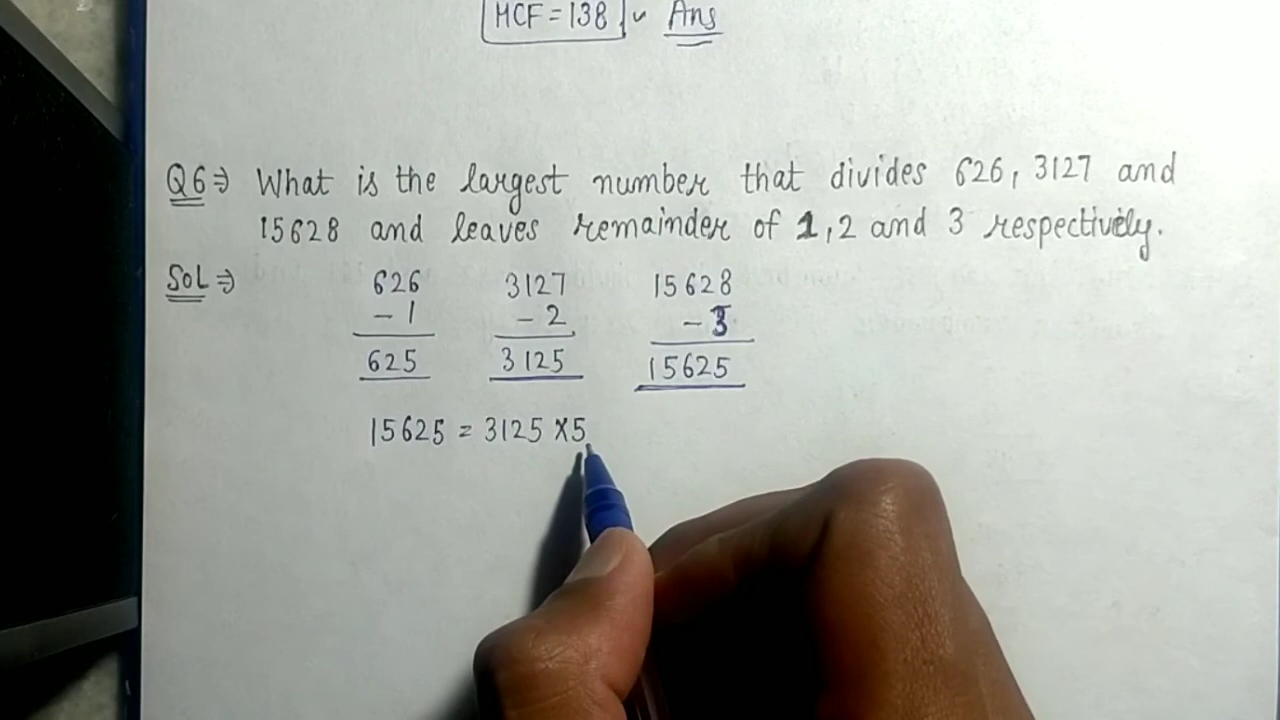 HCF = 138 Ans
Q6⇒ What is the largest number that divides 626, 3127 and
15628 and leaves remainder of 1, 2 and 3 respectively.
SOL⇒ 626 3127 15628
- 1 - 2 - 3
625 3125 15625
15625 = 3125 × 5